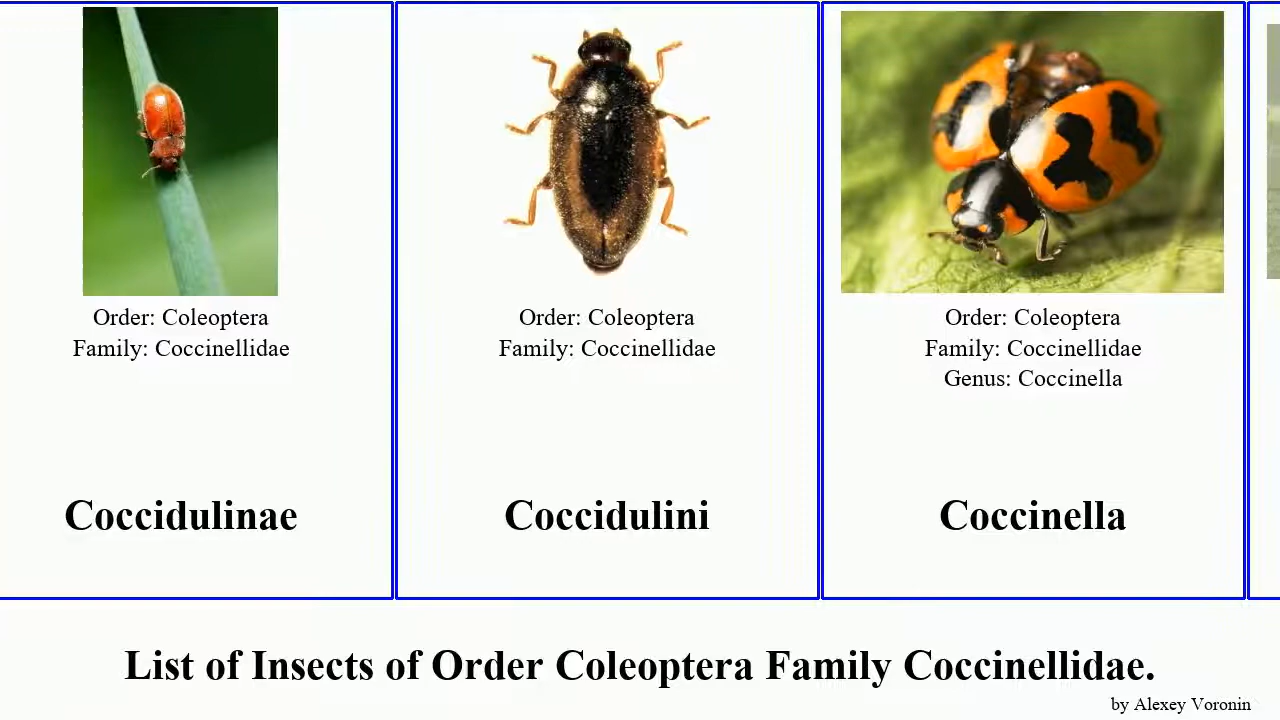 Order: Coleoptera
Family: Coccinellidae
Coccidulinae
Order: Coleoptera
Family: Coccinellidae
Coccidulini
Order: Coleoptera
Family: Coccinellidae
Genus: Coccinella
Coccinella
List of Insects of Order Coleoptera Family Coccinellidae.
by Alexey Voronin